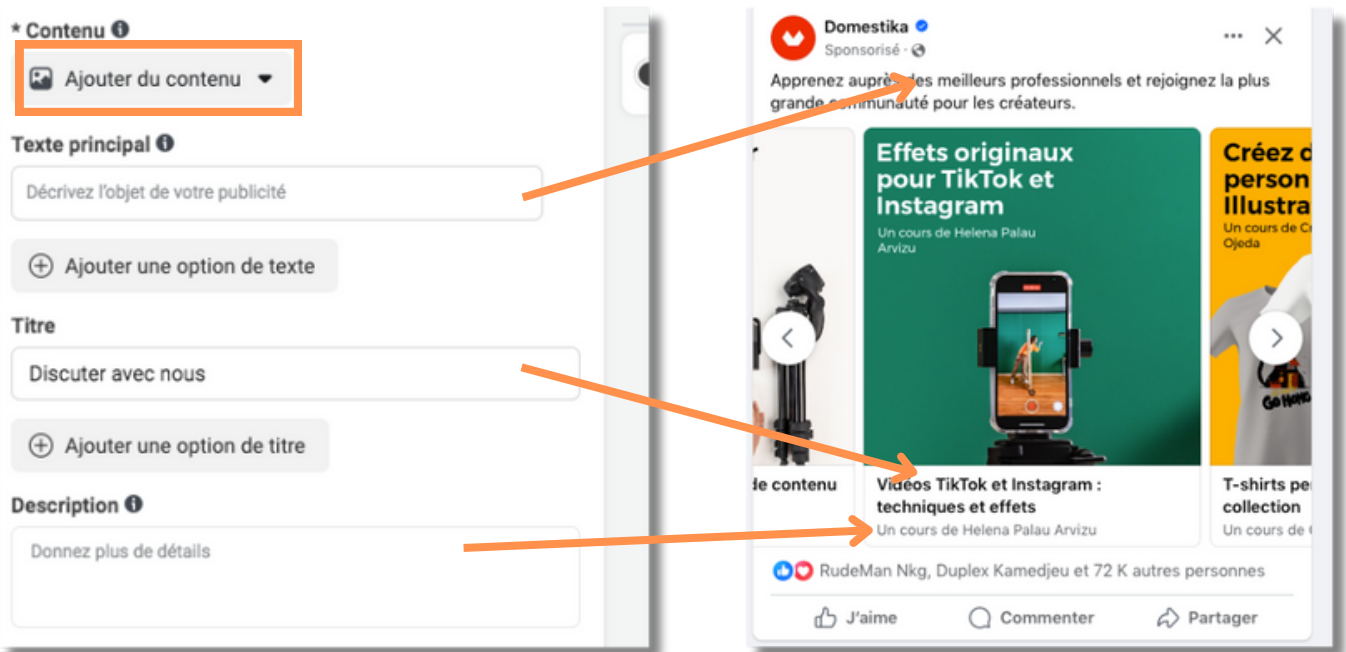 * Contenu
Ajouter du contenu
Texte principal
Décrivez l'objet de votre publicité
Ajouter une option de texte
Titre
Discuter avec nous
Ajouter une option de titre
Description
Donnez plus de détails
Domestika
Sponsorisé ·
Apprenez auprès des meilleurs professionnels et rejoignez la plus
grande communauté pour les créateurs.
Effets originaux
pour TikTok et
Instagram
Un cours de Helena Palau
Arvizu
Créez d
person
Illustra
Un cours de Cr
Ojeda
GO HOME
de contenu
Vidéos TikTok et Instagram :
techniques et effets
Un cours de Helena Palau Arvizu
T-shirts pe
collection
Un cours de
RudeMan Nkg, Duplex Kamedjeu et 72 K autres personnes
J'aime
Commenter
Partager